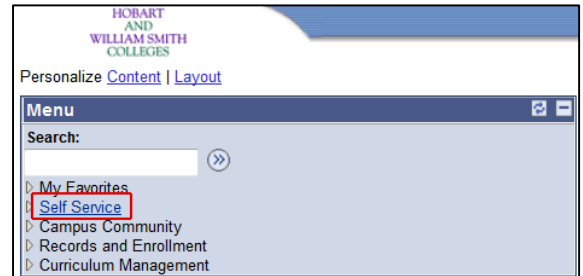 HOBART
AND
WILLIAM SMITH
COLLEGES
Personalize Content | Layout
Menu
Search:
My Favorites
Self Service
Campus Community
Records and Enrollment
Curriculum Management